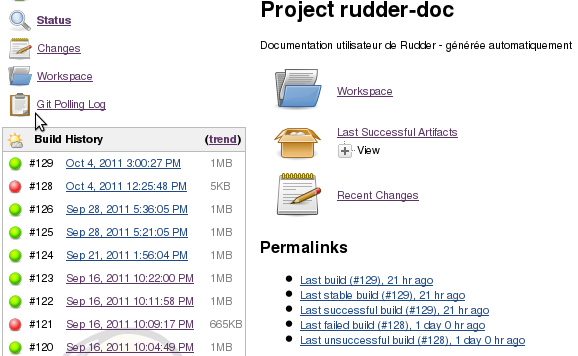 Status
Changes
Workspace
Git Polling Log
Build History (trend)
#129 Oct 4, 2011 3:00:27 PM 1MB
#128 Oct 4, 2011 12:25:48 PM 5KB
#126 Sep 28, 2011 5:36:05 PM 1MB
#125 Sep 28, 2011 5:21:05 PM 1MB
#124 Sep 21, 2011 1:56:04 PM 1MB
#123 Sep 16, 2011 10:22:00 PM 1MB
#122 Sep 16, 2011 10:11:58 PM 1MB
#121 Sep 16, 2011 10:09:17 PM 665KB
#120 Sep 16, 2011 10:04:49 PM 1MB
Project rudder-doc
Documentation utilisateur de Rudder - générée automatiquement
Workspace
Last Successful Artifacts
View
Recent Changes
Permalinks
Last build (#129), 21 hr ago
Last stable build (#129), 21 hr ago
Last successful build (#129), 21 hr ago
Last failed build (#128), 1 day 0 hr ago
Last unsuccessful build (#128), 1 day 0 hr ago